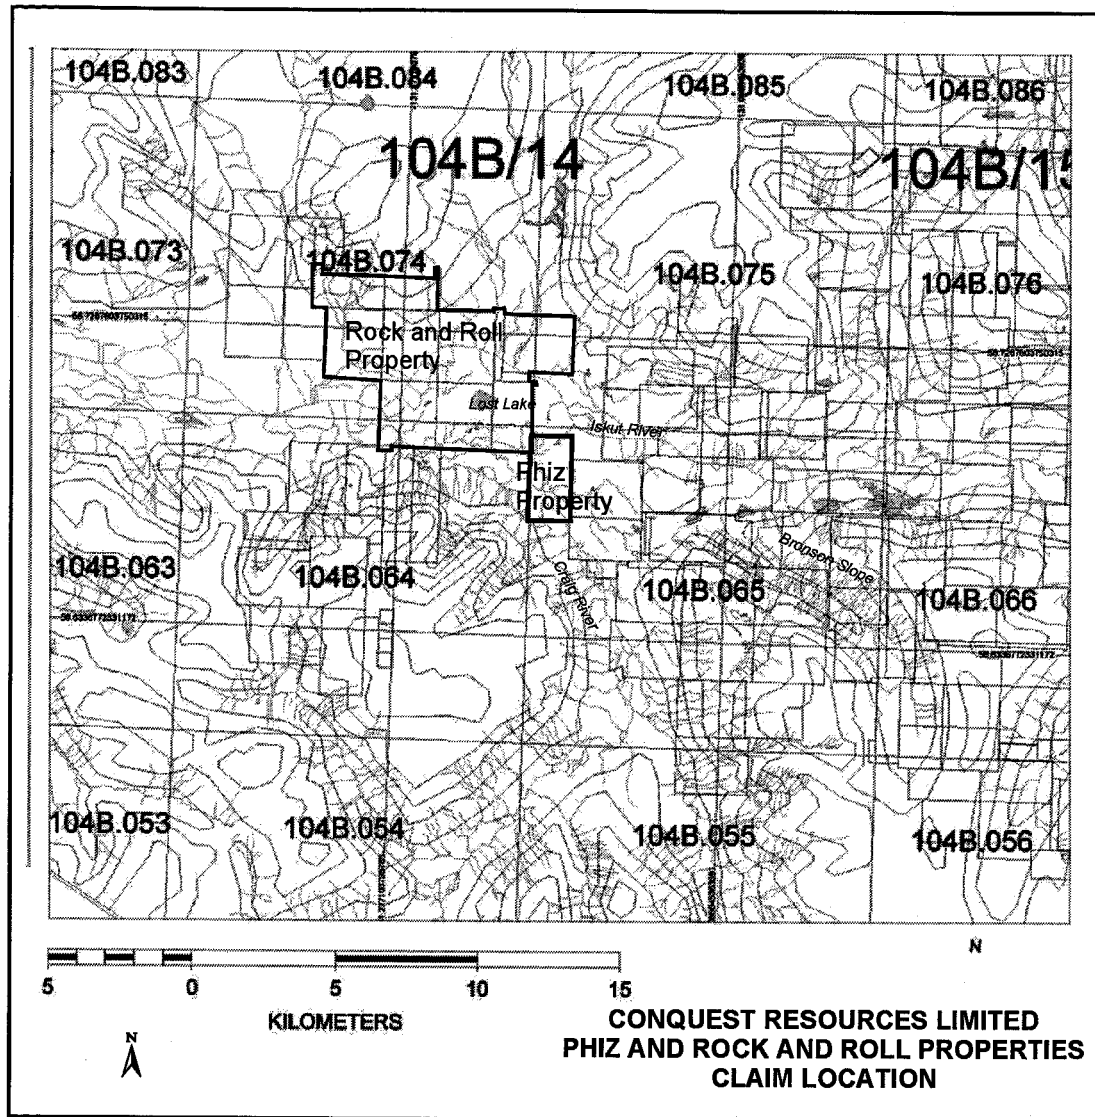 104B.083
104B.084
104B.085
104B.086
104B/14
104B/15
104B.073
104B.074
104B.075
104B.076
Rock and Roll
Property
Lost Lake
Iskut River
Phiz
Property
Bronson Slope
104B.063
104B.064
Craig River
104B.065
104B.066
104B.053
104B.054
104B.055
104B.056
N
5 0 5 10 15
KILOMETERS
N
CONQUEST RESOURCES LIMITED
PHIZ AND ROCK AND ROLL PROPERTIES
CLAIM LOCATION